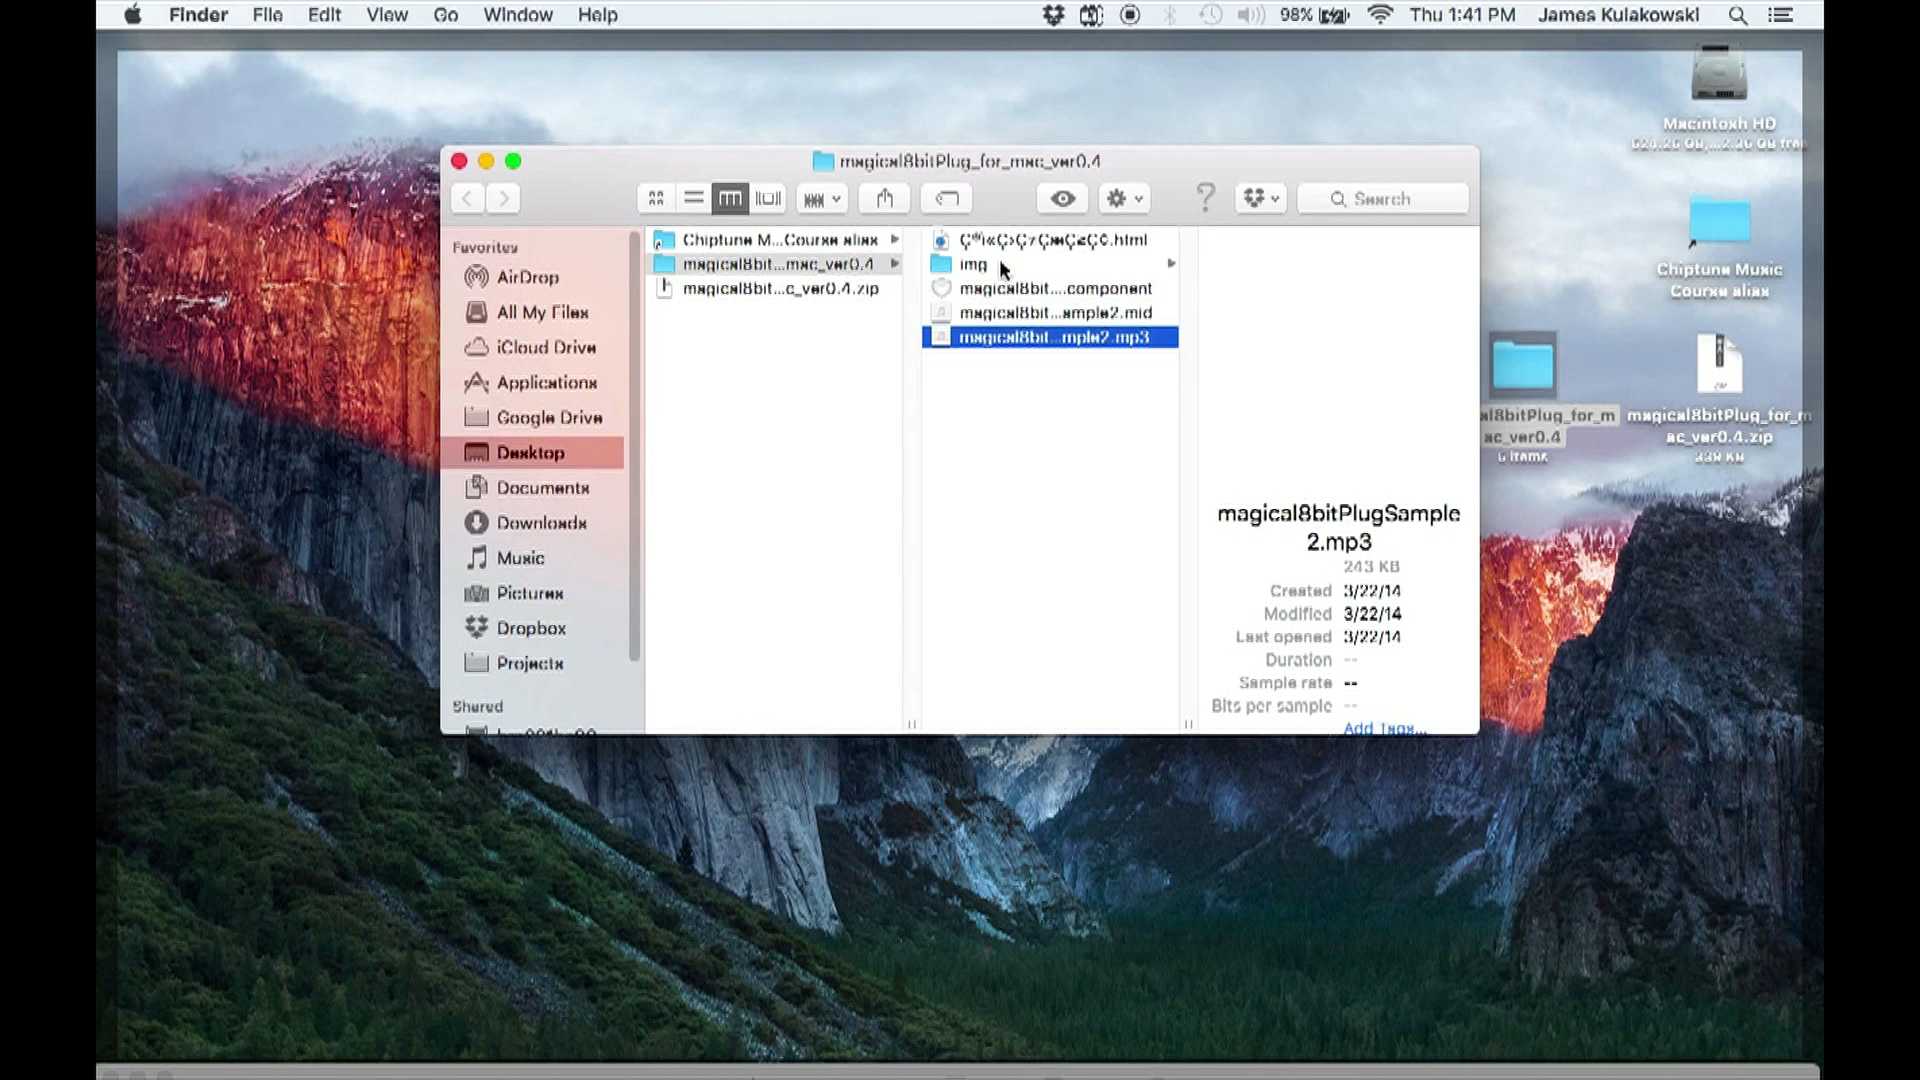 Finder File Edit View Go Window Help
98% Thu 1:41 PM James Kulakowski
Macintosh HD
magical8bitPlug_for_mac_ver0.4
Search
Favorites
AirDrop
All My Files
iCloud Drive
Applications
Google Drive
Desktop
Documents
Downloads
Music
Pictures
Dropbox
Projects
Shared
Chiptune M...Course alias
magical8bit...mac_ver0.4
magical8bit...c_ver0.4.zip
img
magical8bit....component
magical8bit...ample2.mid
magical8bit...mple2.mp3
magical8bitPlugSample
2.mp3
243 KB
Created 3/22/14
Modified 3/22/14
Last opened 3/22/14
Duration --
Sample rate --
Bits per sample --
Add Tags...
Chiptune Music
Course alias
al8bitPlug_for_m
ac_ver0.4
magical8bitPlug_for_m
ac_ver0.4.zip